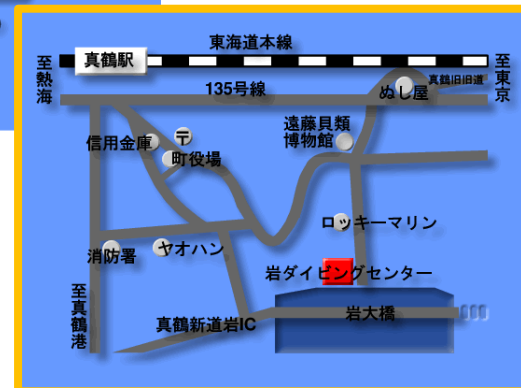 東海道本線
真鶴駅
至熱海
至東京
真鶴旧旧道
135号線
ぬし屋
遠藤貝類
博物館
信用金庫
〒
町役場
ロッキーマリン
消防署
ヤオハン
岩ダイビングセンター
至真鶴港
真鶴新道岩IC
岩大橋